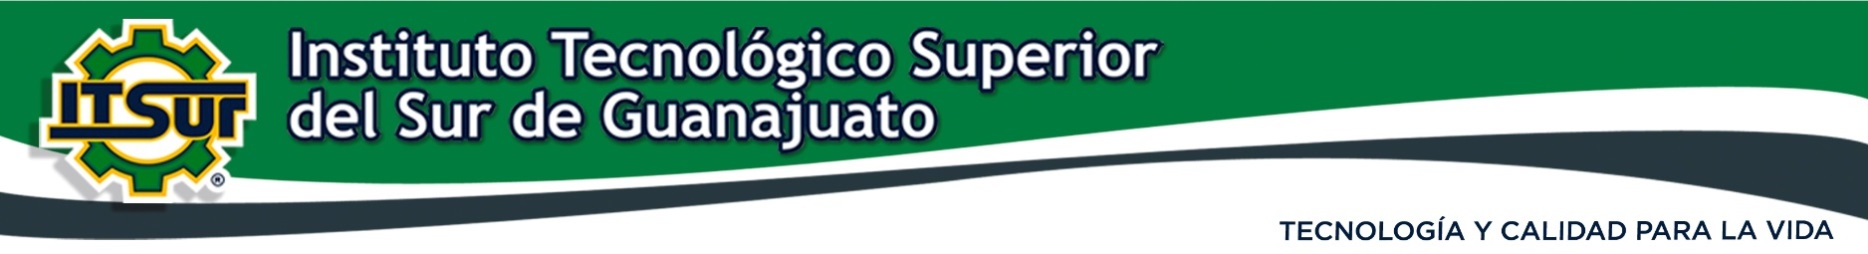 ITSur
®
Instituto Tecnológico Superior
del Sur de Guanajuato
TECNOLOGÍA Y CALIDAD PARA LA VIDA